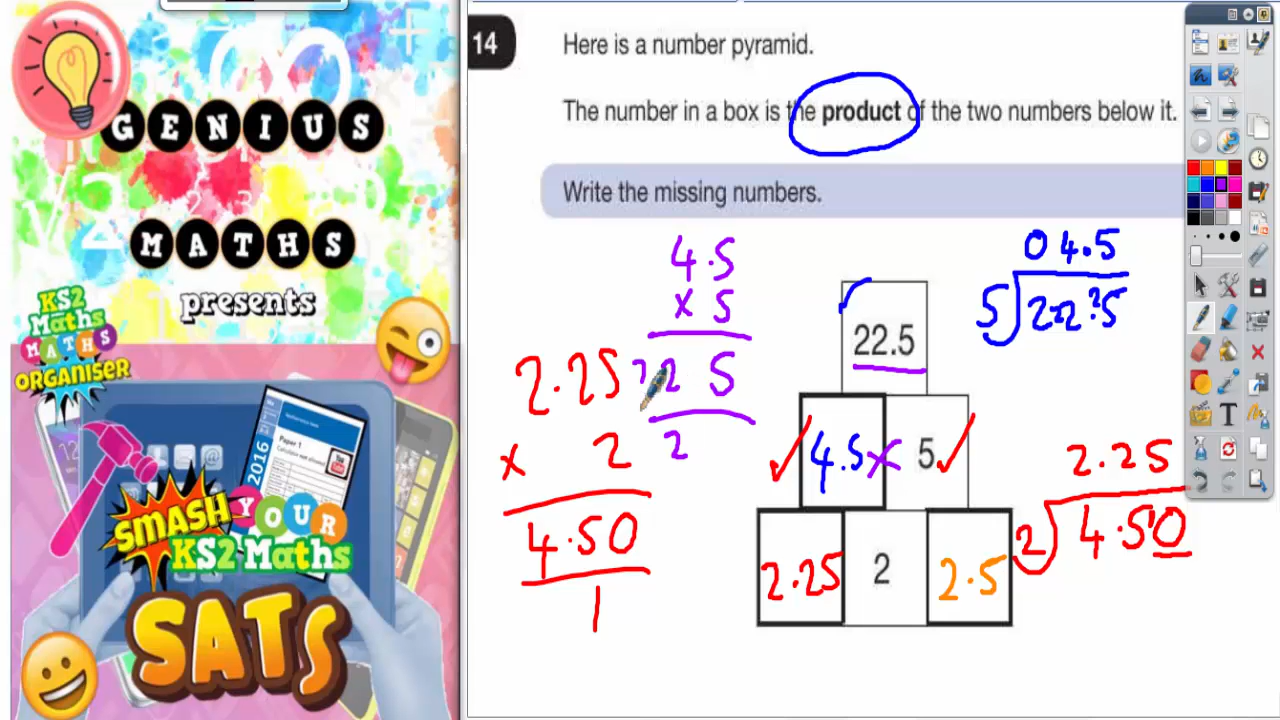 GENIUS
MATHS
presents
KS2
Maths
MATHS
ORGANISER
2016
Paper 1
You
Tube
SMASH YOUR
KS2 Maths
SATS
14
Here is a number pyramid.
The number in a box is the product of the two numbers below it.
Write the missing numbers.
4.5
x 5
22 5
2
2.25
x 2
4.50
1
04.5
5 22.25
22.5
4.5 x 5
2.25 2 2.5
2.25
2 4.510
T